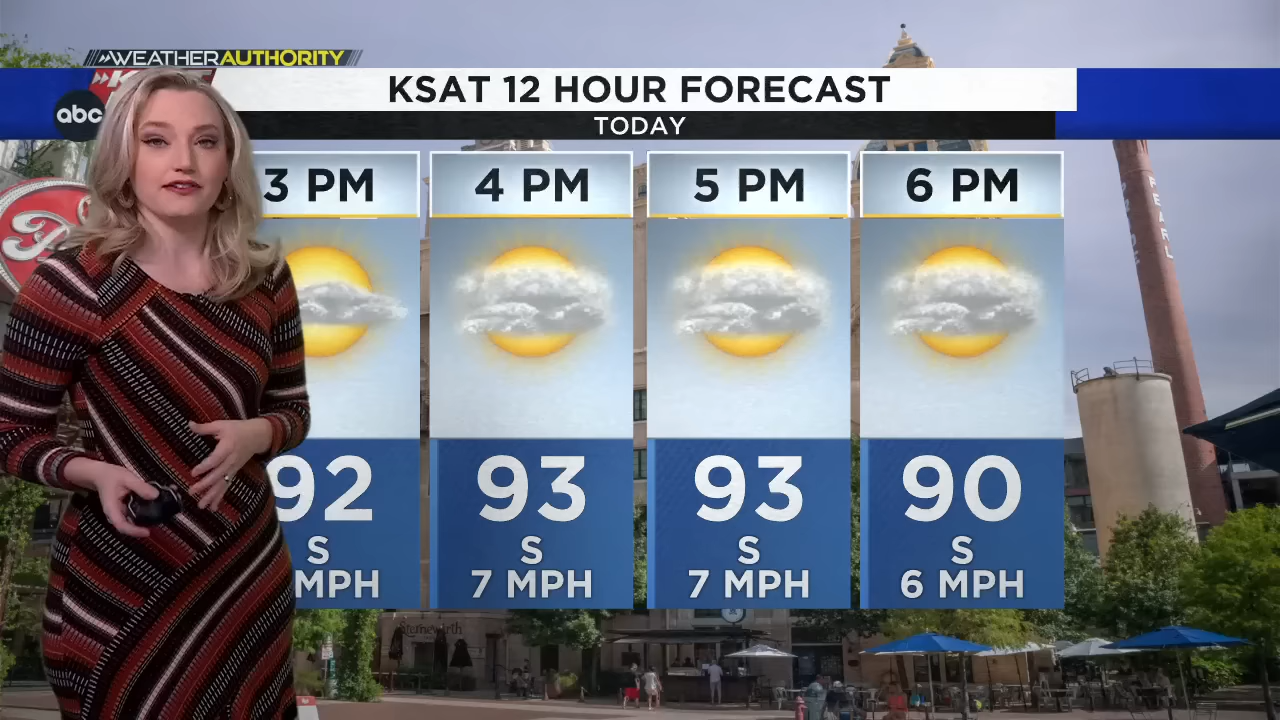 WEATHERAUTHORITY
abc
KSAT 12 HOUR FORECAST
TODAY
3 PM
4 PM
5 PM
6 PM
92
93
93
90
S
S
S
S
MPH
7 MPH
7 MPH
6 MPH
PEARL